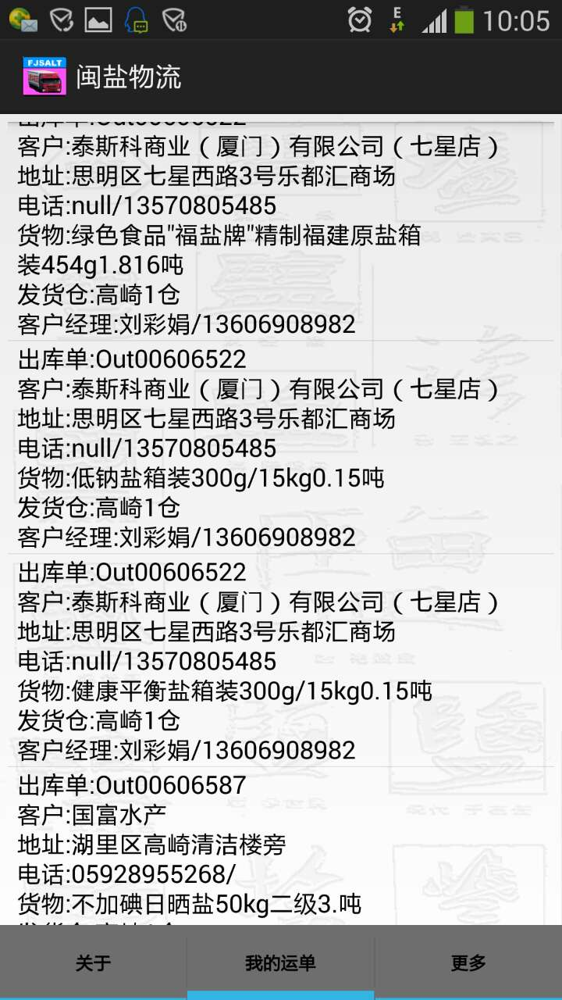 E
10:05
FJSALT
闽盐物流
出库单:Out00606522
客户:泰斯科商业（厦门）有限公司（七星店）
地址:思明区七星西路3号乐都汇商场
电话:null/13570805485
货物:绿色食品"福盐牌"精制福建原盐箱
装454g1.816吨
发货仓:高崎1仓
客户经理:刘彩娟/13606908982
出库单:Out00606522
客户:泰斯科商业（厦门）有限公司（七星店）
地址:思明区七星西路3号乐都汇商场
电话:null/13570805485
货物:低钠盐箱装300g/15kg0.15吨
发货仓:高崎1仓
客户经理:刘彩娟/13606908982
出库单:Out00606522
客户:泰斯科商业（厦门）有限公司（七星店）
地址:思明区七星西路3号乐都汇商场
电话:null/13570805485
货物:健康平衡盐箱装300g/15kg0.15吨
发货仓:高崎1仓
客户经理:刘彩娟/13606908982
出库单:Out00606587
客户:国富水产
地址:湖里区高崎清洁楼旁
电话:05928955268/
货物:不加碘日晒盐50kg二级3.吨
关于
我的运单
更多